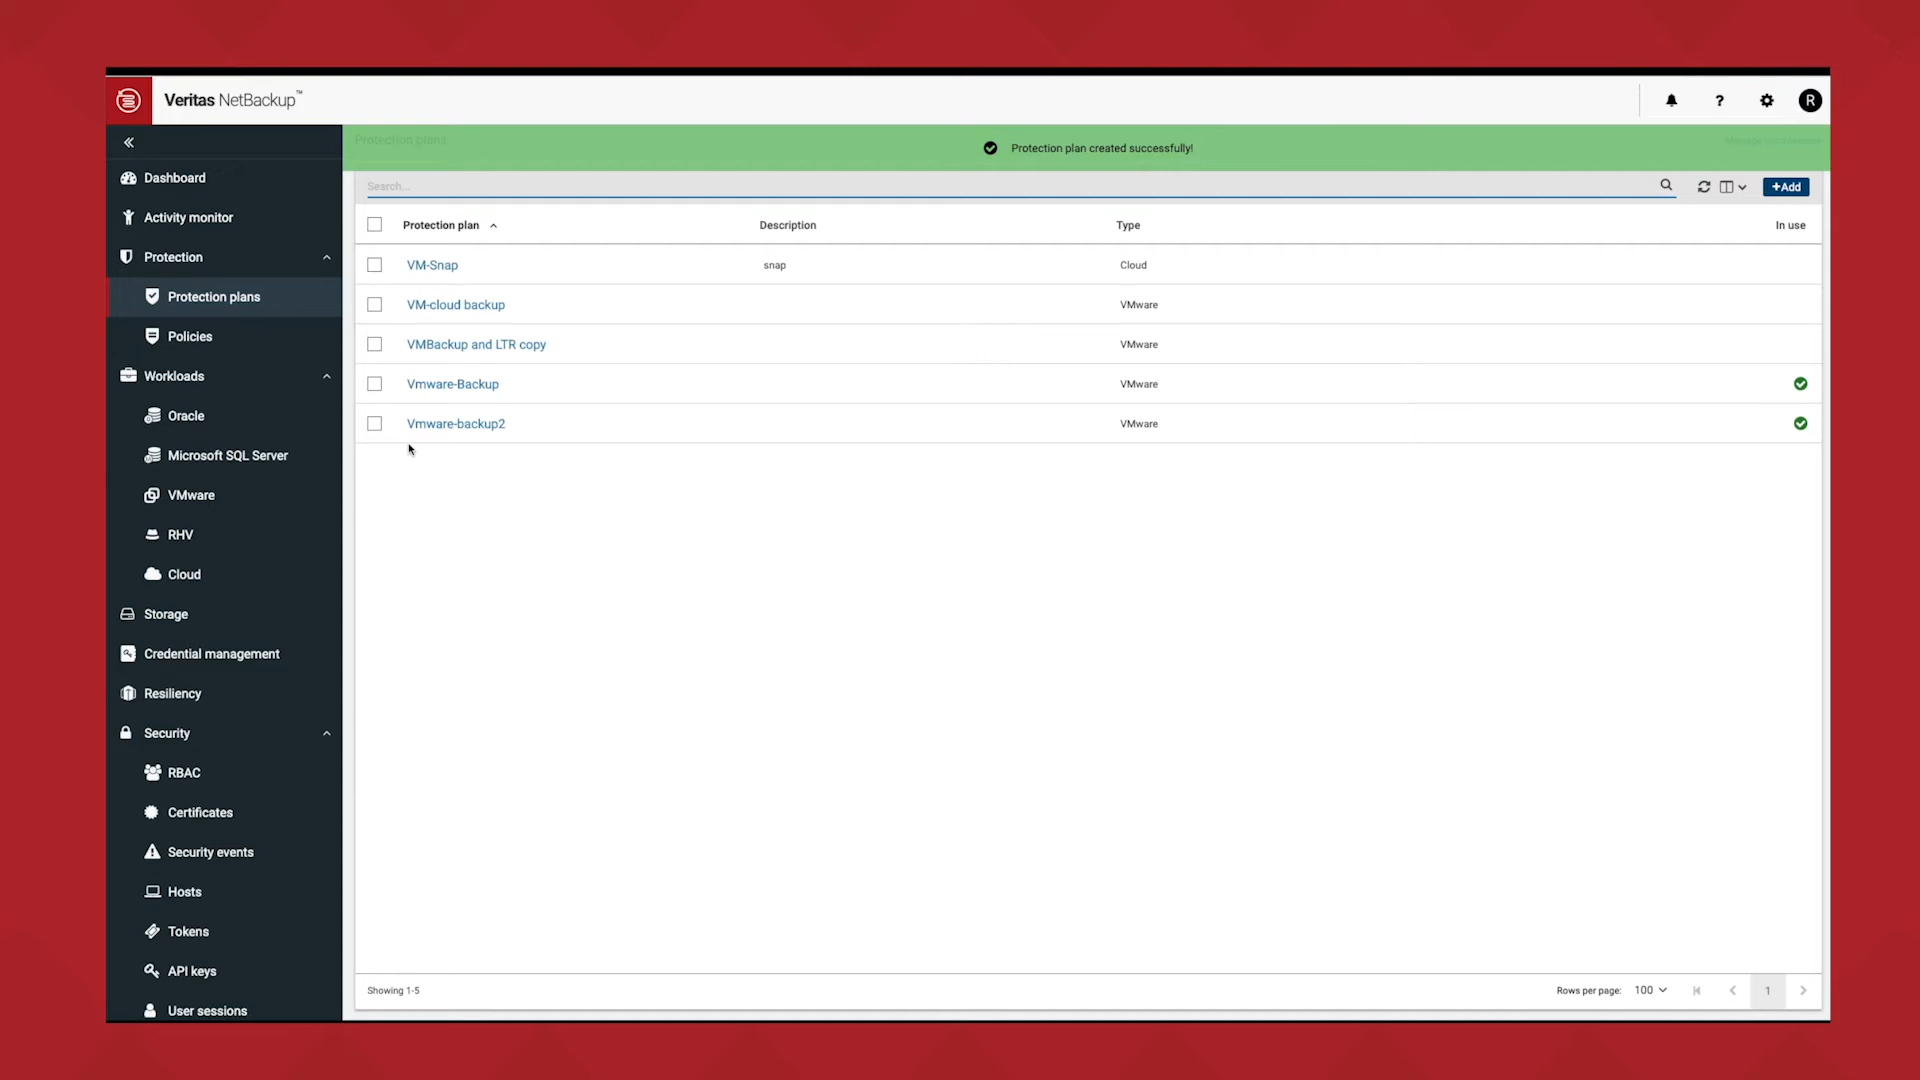 Veritas NetBackup™
?
R
Protection plans
Protection plan created successfully!
Search...
+Add
Protection plan
Description
Type
In use
VM-Snap
snap
Cloud
VM-cloud backup
VMware
VMBackup and LTR copy
VMware
Vmware-Backup
VMware
Vmware-backup2
VMware
Showing 1-5
Rows per page:
100
1
Dashboard
Activity monitor
Protection
Protection plans
Policies
Workloads
Oracle
Microsoft SQL Server
VMware
RHV
Cloud
Storage
Credential management
Resiliency
Security
RBAC
Certificates
Security events
Hosts
Tokens
API keys
User sessions